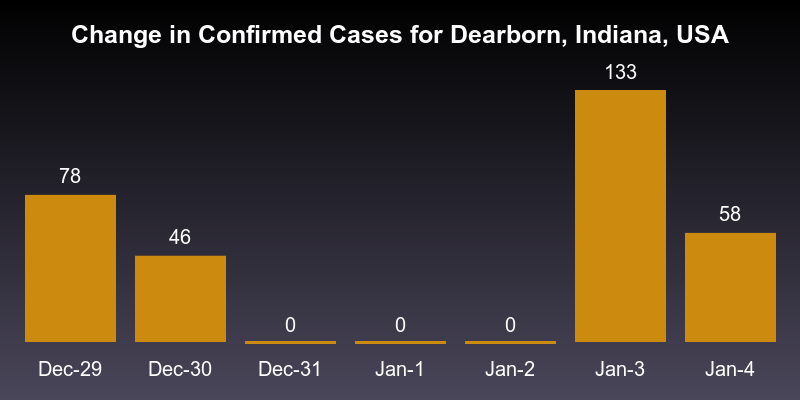 Change in Confirmed Cases for Dearborn, Indiana, USA
133
78
58
46
0 0 0
Dec-29 Dec-30 Dec-31 Jan-1 Jan-2 Jan-3 Jan-4